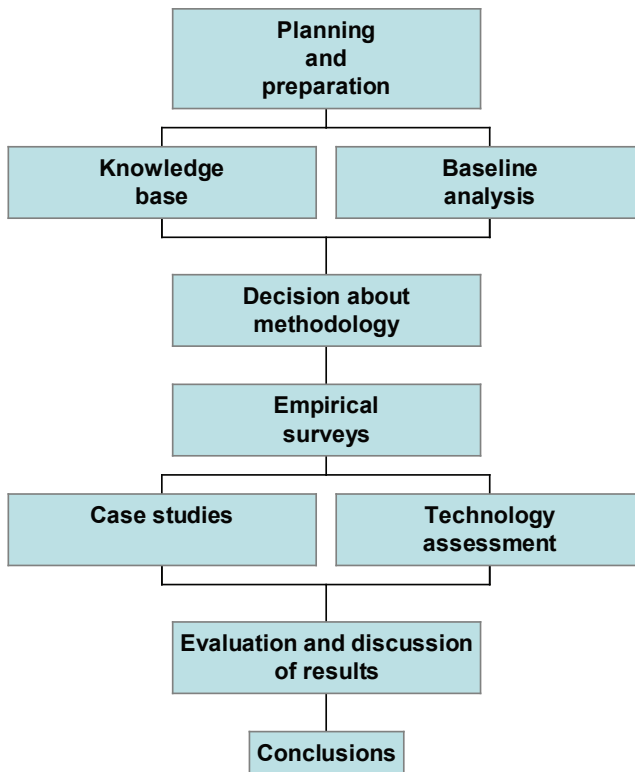 Planning
and
preparation
Knowledge
base
Baseline
analysis
Decision about
methodology
Empirical
surveys
Case studies
Technology
assessment
Evaluation and discussion
of results
Conclusions